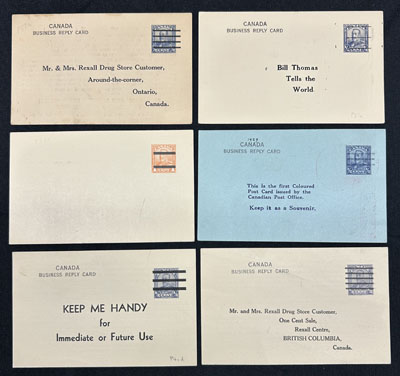 CANADA
BUSINESS REPLY CARD
Mr. & Mrs. Rexall Drug Store Customer,
Around-the-corner,
Ontario,
Canada.
CANADA
BUSINESS REPLY CARD
Bill Thomas
Tells the
World.
CANADA
BUSINESS REPLY CARD
This is the first Coloured
Post Card issued by the
Canadian Post Office.
Keep it as a Souvenir.
CANADA
BUSINESS REPLY CARD
KEEP ME HANDY
for
Immediate or Future Use
CANADA
BUSINESS REPLY CARD
Mr. and Mrs. Rexall Drug Store Customer,
One Cent Sale,
Rexall Centre,
BRITISH COLUMBIA,
Canada.